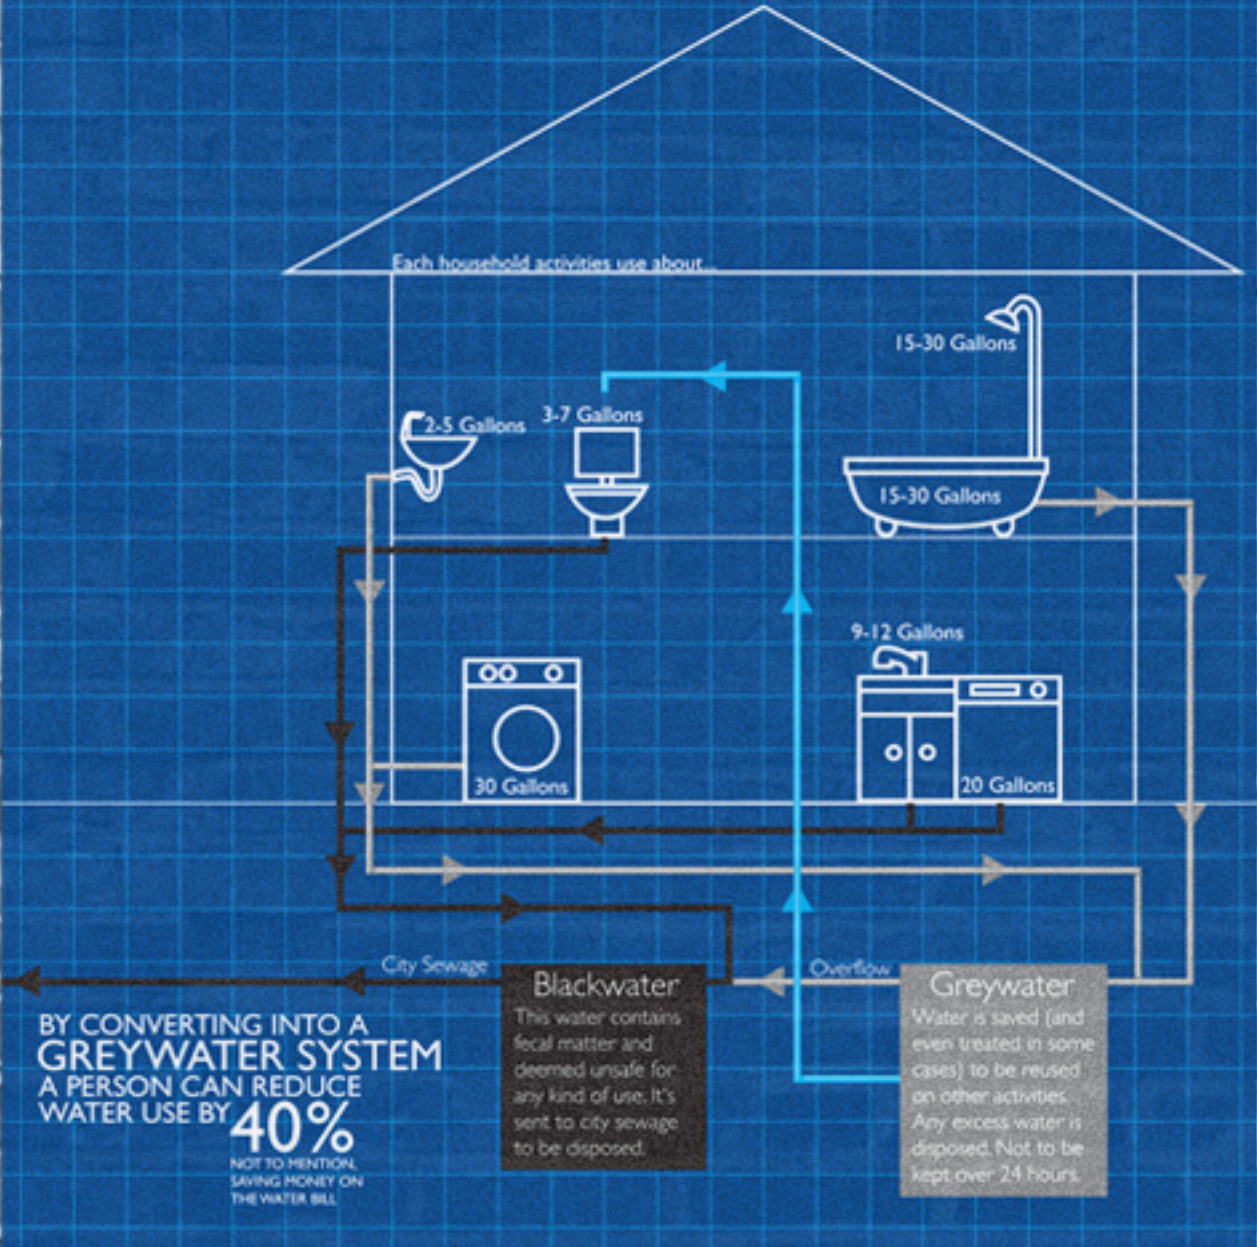 Each household activities use about...
15-30 Gallons
2-5 Gallons
3-7 Gallons
15-30 Gallons
9-12 Gallons
30 Gallons
20 Gallons
City Sewage
Overflow
Blackwater
This water contains
fecal matter and
deemed unsafe for
any kind of use. It's
sent to city sewage
to be disposed.
Greywater
Water is saved (and
even treated in some
cases) to be reused
on other activities.
Any excess water is
disposed. Not to be
kept over 24 hours.
BY CONVERTING INTO A
GREYWATER SYSTEM
A PERSON CAN REDUCE
WATER USE BY 40%
NOT TO MENTION,
SAVING MONEY ON
THE WATER BILL